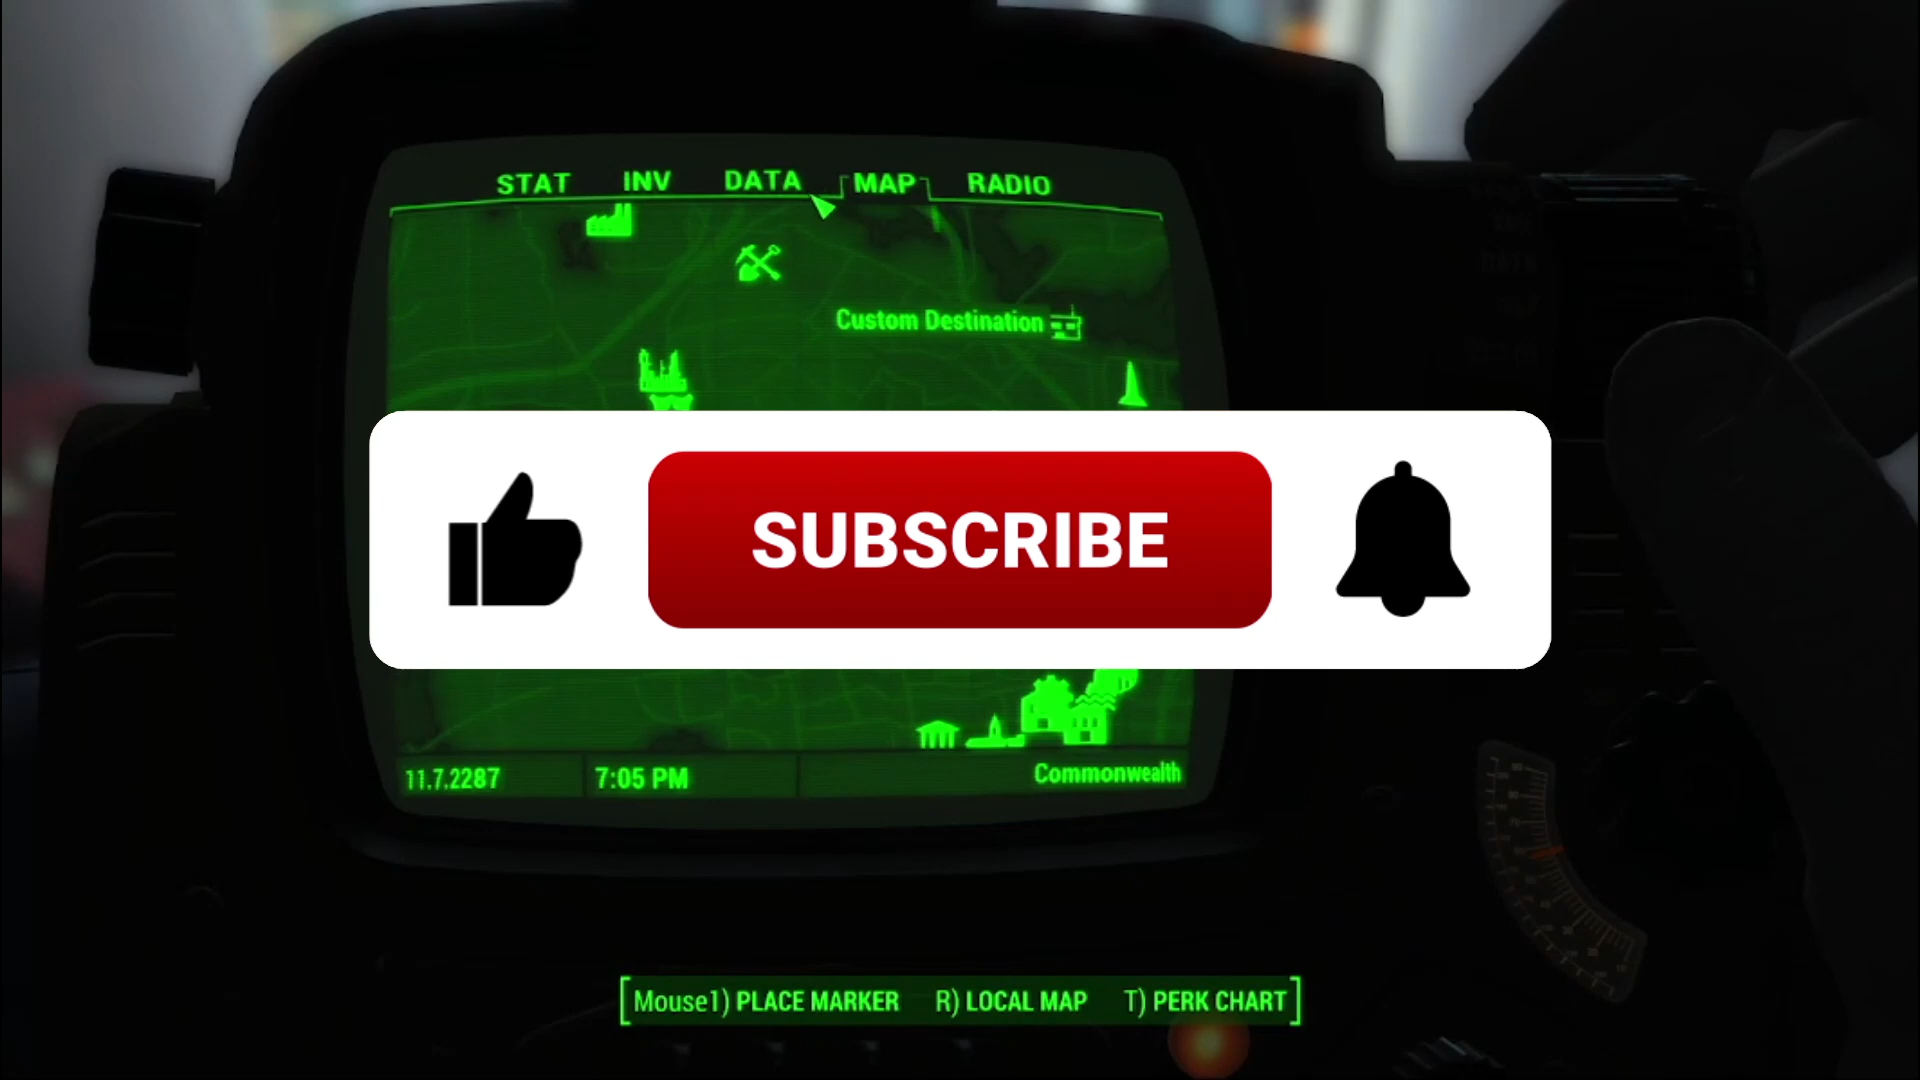 STAT INV DATA MAP RADIO
Custom Destination
SUBSCRIBE
11.7.2287 7:05 PM Commonwealth
Mouse1) PLACE MARKER R) LOCAL MAP T) PERK CHART